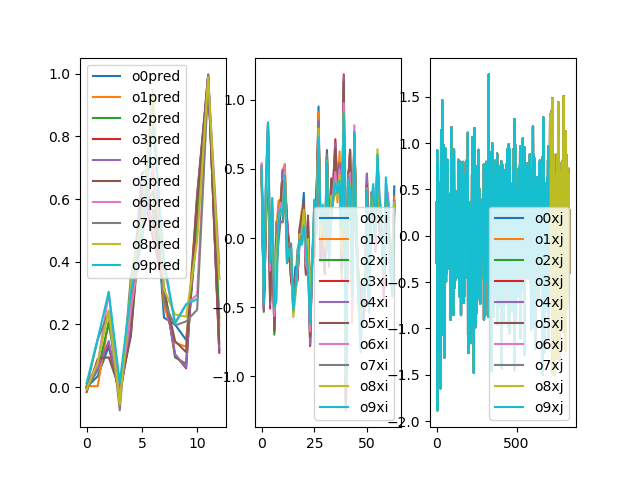 1.0
0.8
0.6
0.4
0.2
0.0
0
5
10
o0pred
o1pred
o2pred
o3pred
o4pred
o5pred
o6pred
o7pred
o8pred
o9pred
1.0
0.5
0.0
−0.5
−1.0
0
25
50
o0xi
o1xi
o2xi
o3xi
o4xi
o5xi
o6xi
o7xi
o8xi
o9xi
1.5
1.0
0.5
0.0
−0.5
−1.0
−1.5
−2.0
0
500
o0xj
o1xj
o2xj
o3xj
o4xj
o5xj
o6xj
o7xj
o8xj
o9xj